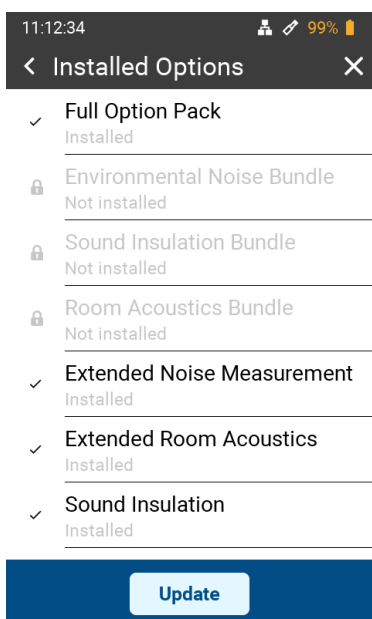 11:12:34 99%
Installed Options
Full Option Pack
Installed
Environmental Noise Bundle
Not installed
Sound Insulation Bundle
Not installed
Room Acoustics Bundle
Not installed
Extended Noise Measurement
Installed
Extended Room Acoustics
Installed
Sound Insulation
Installed
Update